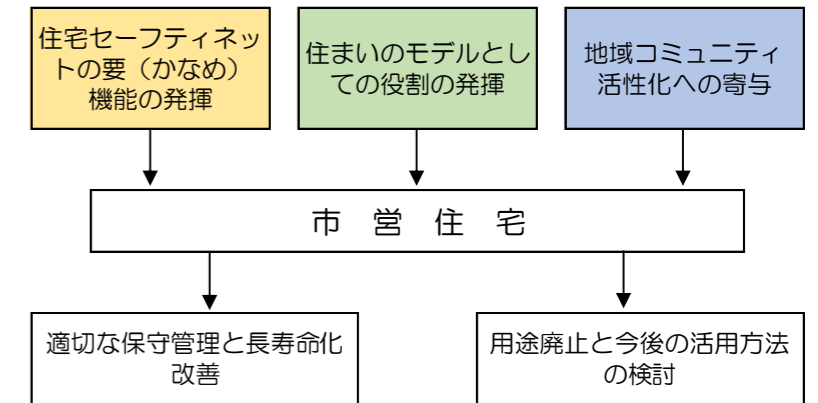 住宅セーフティネッ
トの要（かなめ）
機能の発揮
住まいのモデルとし
ての役割の発揮
地域コミュニティ
活性化への寄与
市　営　住　宅
適切な保守管理と長寿命化
改善
用途廃止と今後の活用方法
の検討